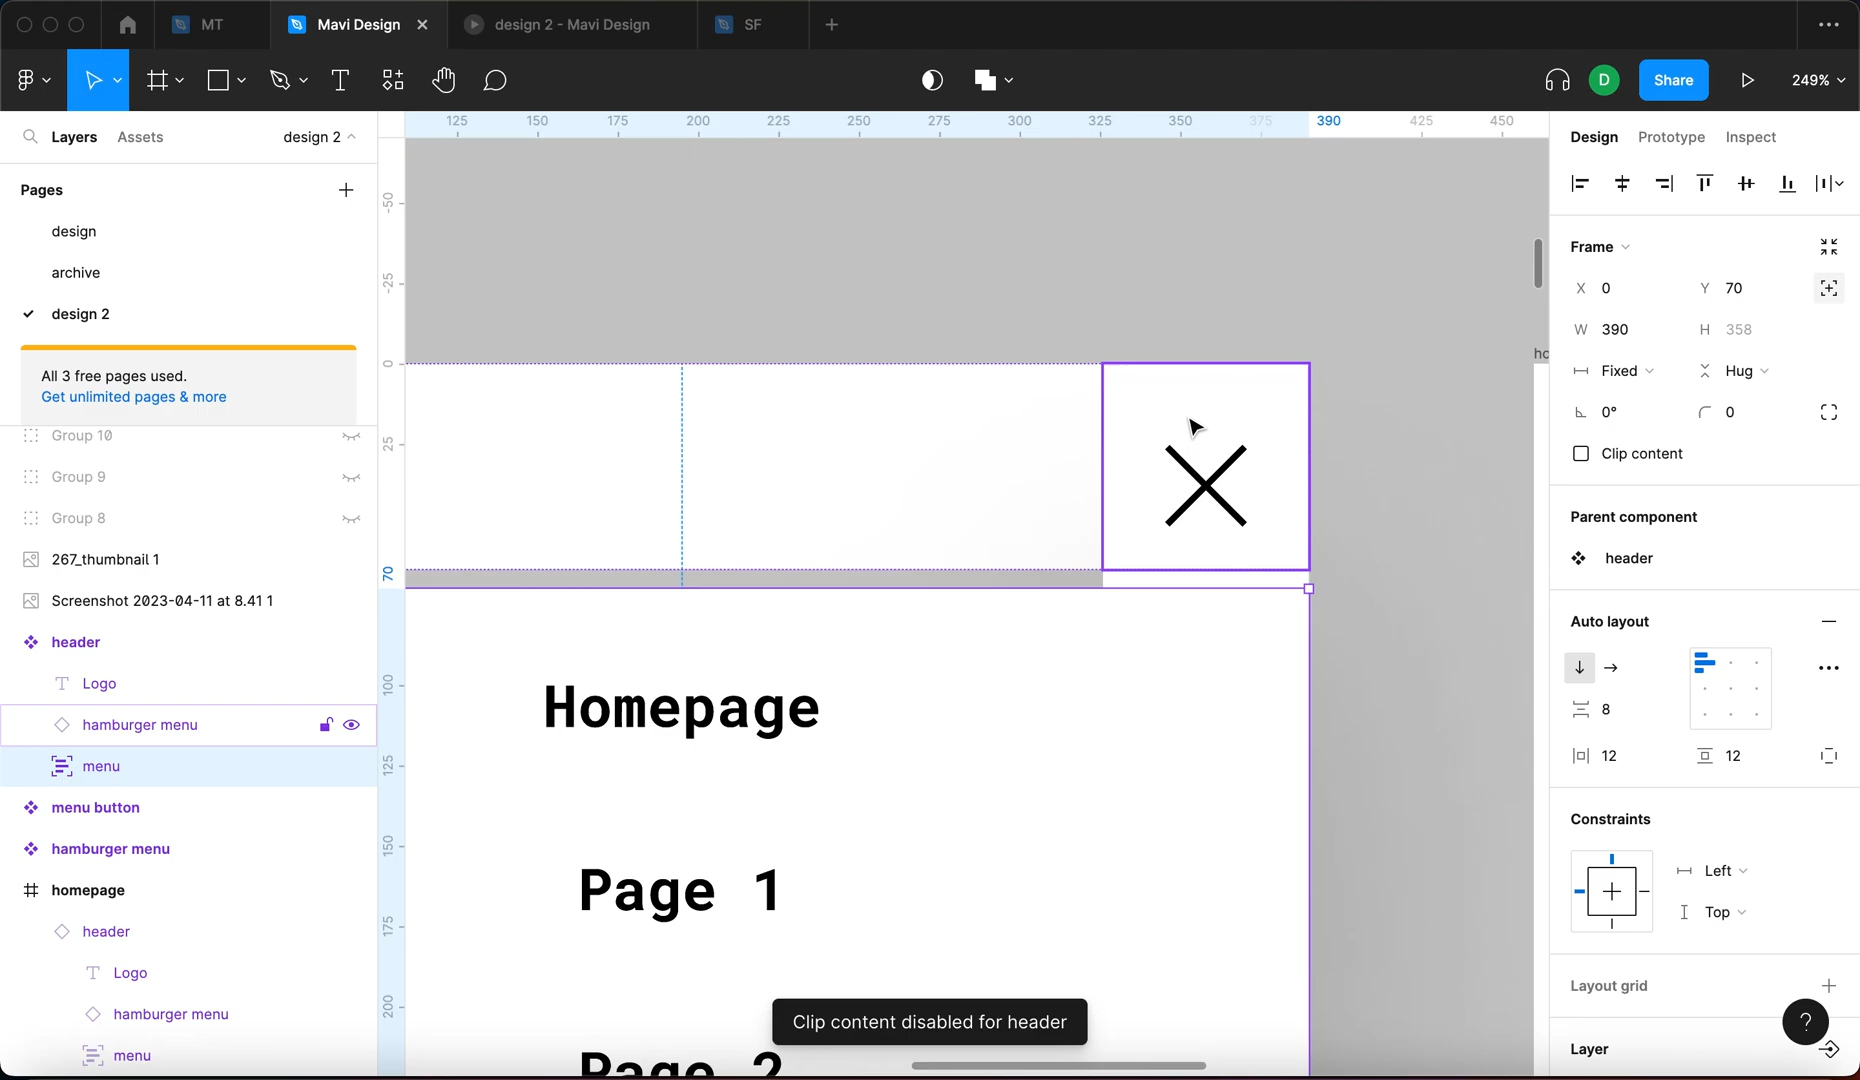 MT
Mavi Design
design 2 - Mavi Design
SF
D
Share
249%
Layers
Assets
design 2
Pages
design
archive
design 2
All 3 free pages used.
Get unlimited pages & more
Group 10
Group 9
Group 8
267_thumbnail 1
Screenshot 2023-04-11 at 8.41 1
header
Logo
hamburger menu
menu
menu button
hamburger menu
homepage
header
Logo
hamburger menu
menu
125 150 175 200 225 250 275 300 325 350 375 390 425 450
-50
-25
0
25
70
100
125
150
175
200
ho
Homepage
Page 1
Page 2
Clip content disabled for header
Design
Prototype
Inspect
Frame
X 0
Y 70
W 390
H 358
Fixed
Hug
0°
0
Clip content
Parent component
header
Auto layout
8
12
12
Constraints
Left
Top
Layout grid
?
Layer